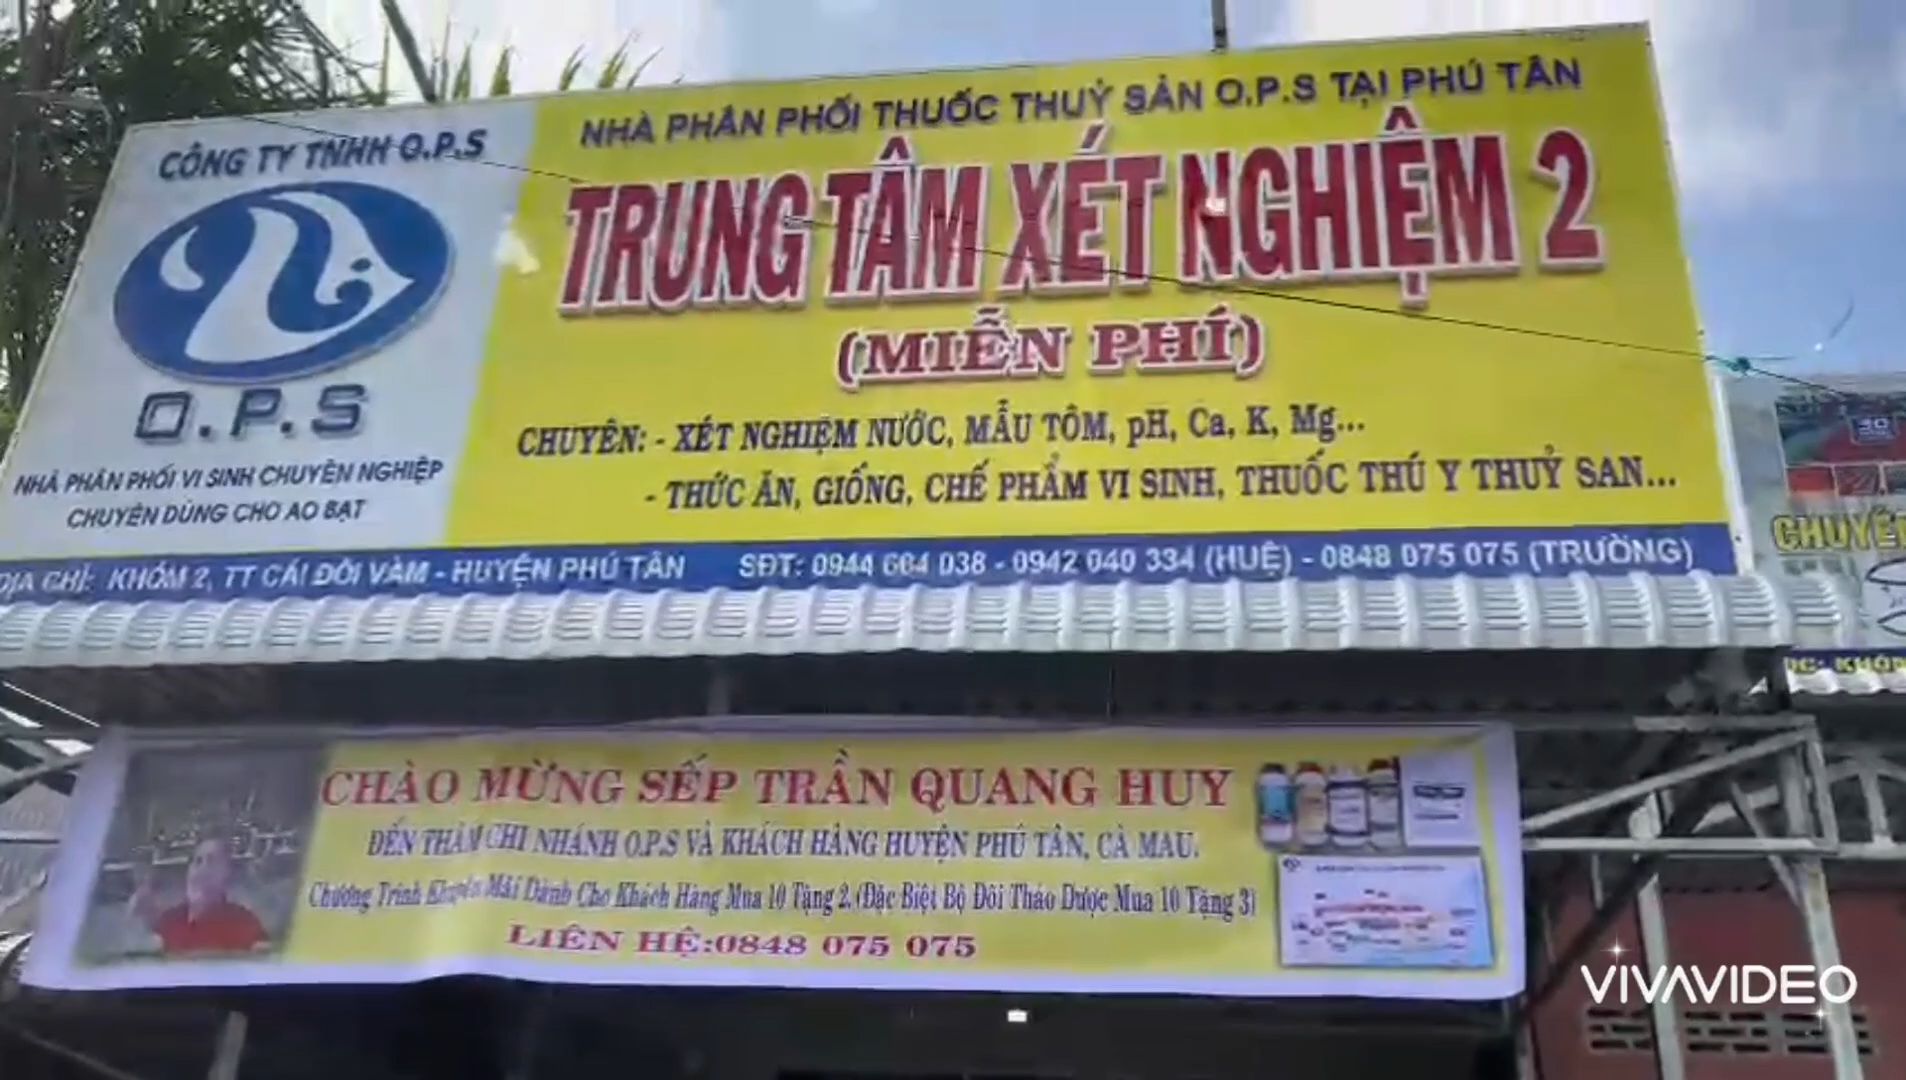 CÔNG TY TNHH O.P.S
O.P.S
NHÀ PHÂN PHỐI VI SINH CHUYÊN NGHIỆP
CHUYÊN DÙNG CHO AO BẠT
NHÀ PHÂN PHỐI THUỐC THUỶ SẢN O.P.S TẠI PHÚ TÂN
TRUNG TÂM XÉT NGHIỆM 2
(MIỄN PHÍ)
CHUYÊN: - XÉT NGHIỆM NƯỚC, MẪU TÔM, pH, Ca, K, Mg...
- THỨC ĂN, GIỐNG, CHẾ PHẨM VI SINH, THUỐC THÚ Y THUỶ SAN...
ĐỊA CHỈ: KHÓM 2, TT CÁI ĐÔI VÀM - HUYỆN PHÚ TÂN SĐT: 0944 664 038 - 0942 040 334 (HUỆ) - 0848 075 075 (TRƯỜNG)
CHUYÊ
CHÀO MỪNG SẾP TRẦN QUANG HUY
ĐẾN THĂM CHI NHÁNH O.P.S VÀ KHÁCH HÀNG HUYỆN PHÚ TÂN, CÀ MAU.
Chương Trình Khuyến Mãi Dành Cho Khách Hàng Mua 10 Tặng 2. (Đặc Biệt Bộ Đôi Thảo Dược Mua 10 Tặng 3)
LIÊN HỆ:0848 075 075
VIVAVIDEO